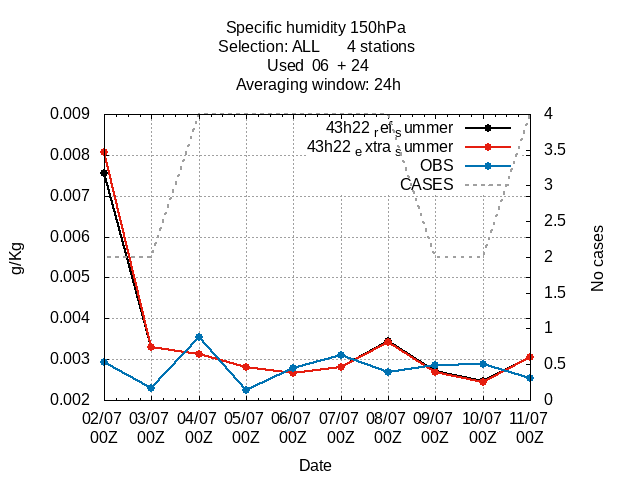 Specific humidity 150hPa
Selection: ALL 4 stations
Used 06 + 24
Averaging window: 24h
0.009
0.008
0.007
0.006
0.005
0.004
0.003
0.002
g/Kg
4
3.5
3
2.5
2
1.5
1
0.5
0
No cases
43h22 refsummer
43h22 extrasummer
OBS
CASES
02/07 03/07 04/07 05/07 06/07 07/07 08/07 09/07 10/07 11/07
00Z 00Z 00Z 00Z 00Z 00Z 00Z 00Z 00Z 00Z
Date